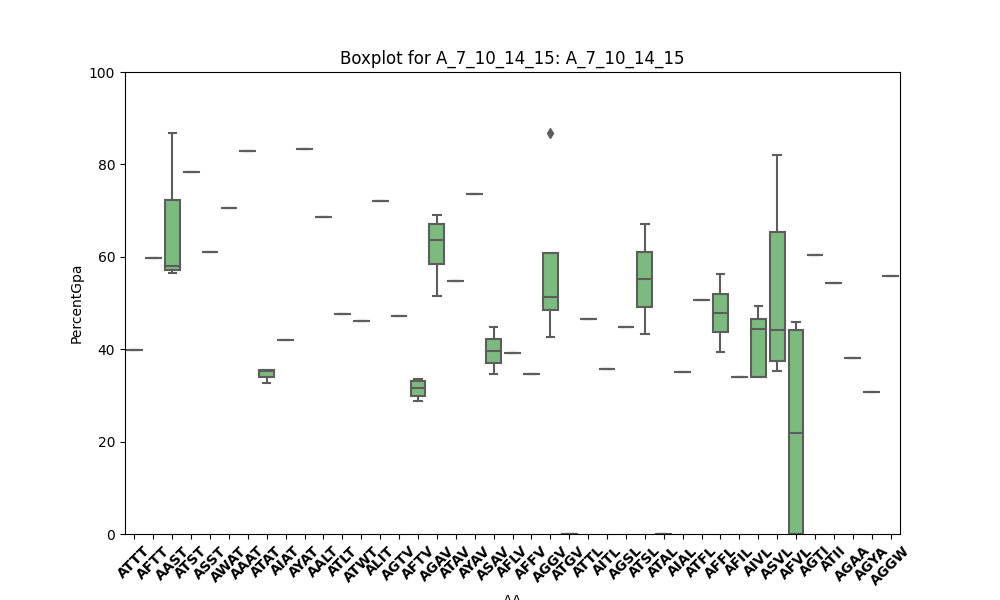 Boxplot for A_7_10_14_15: A_7_10_14_15
PercentGpa
100
80
60
40
20
0
AYTT AFTT AAST ATST ASST AWAT AAAT ATAT AIAT AYAT AALT ATLT ATWT ALIT AGTV AFTV AGAV ATAV AYAV ASAV AFLV AFFV AGGV ATGV ATTL AITL AGSL ATSL ATAL AIAL ATFL AFFL AFIL AIVL ASVL AFVL AGTI ATII AGAA AGYA AGGW
AA